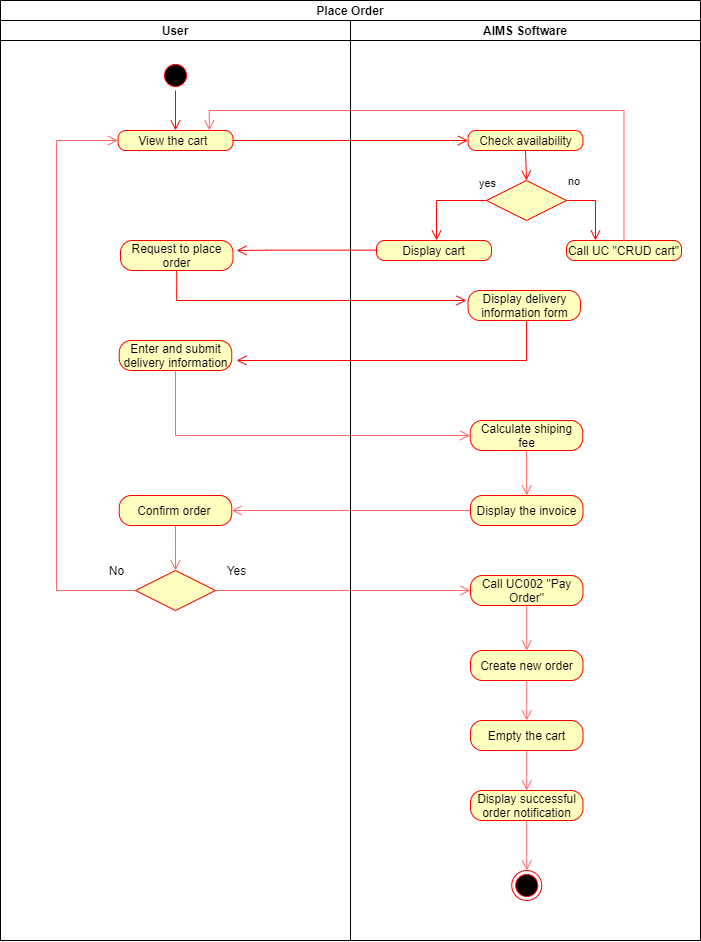 Place Order
User
AIMS Software
View the cart
Check availability
yes
no
Request to place
order
Display cart
Call UC "CRUD cart"
Display delivery
information form
Enter and submit
delivery information
Calculate shiping
fee
Confirm order
Display the invoice
No
Yes
Call UC002 "Pay
Order"
Create new order
Empty the cart
Display successful
order notification